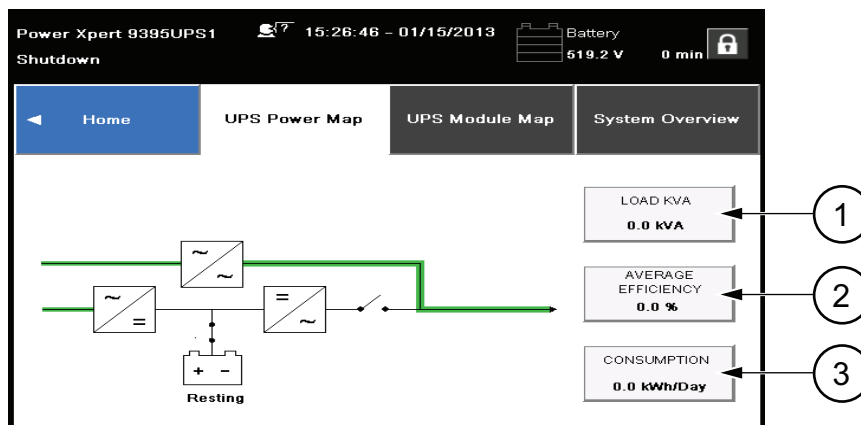 Power Xpert 9395UPS1
15:26:46 - 01/15/2013
Battery
Shutdown
519.2 V 0 min
Home
UPS Power Map
UPS Module Map
System Overview
LOAD KVA
0.0 kVA
1
AVERAGE
EFFICIENCY
0.0 %
2
CONSUMPTION
0.0 kWh/Day
3
+ -
Resting